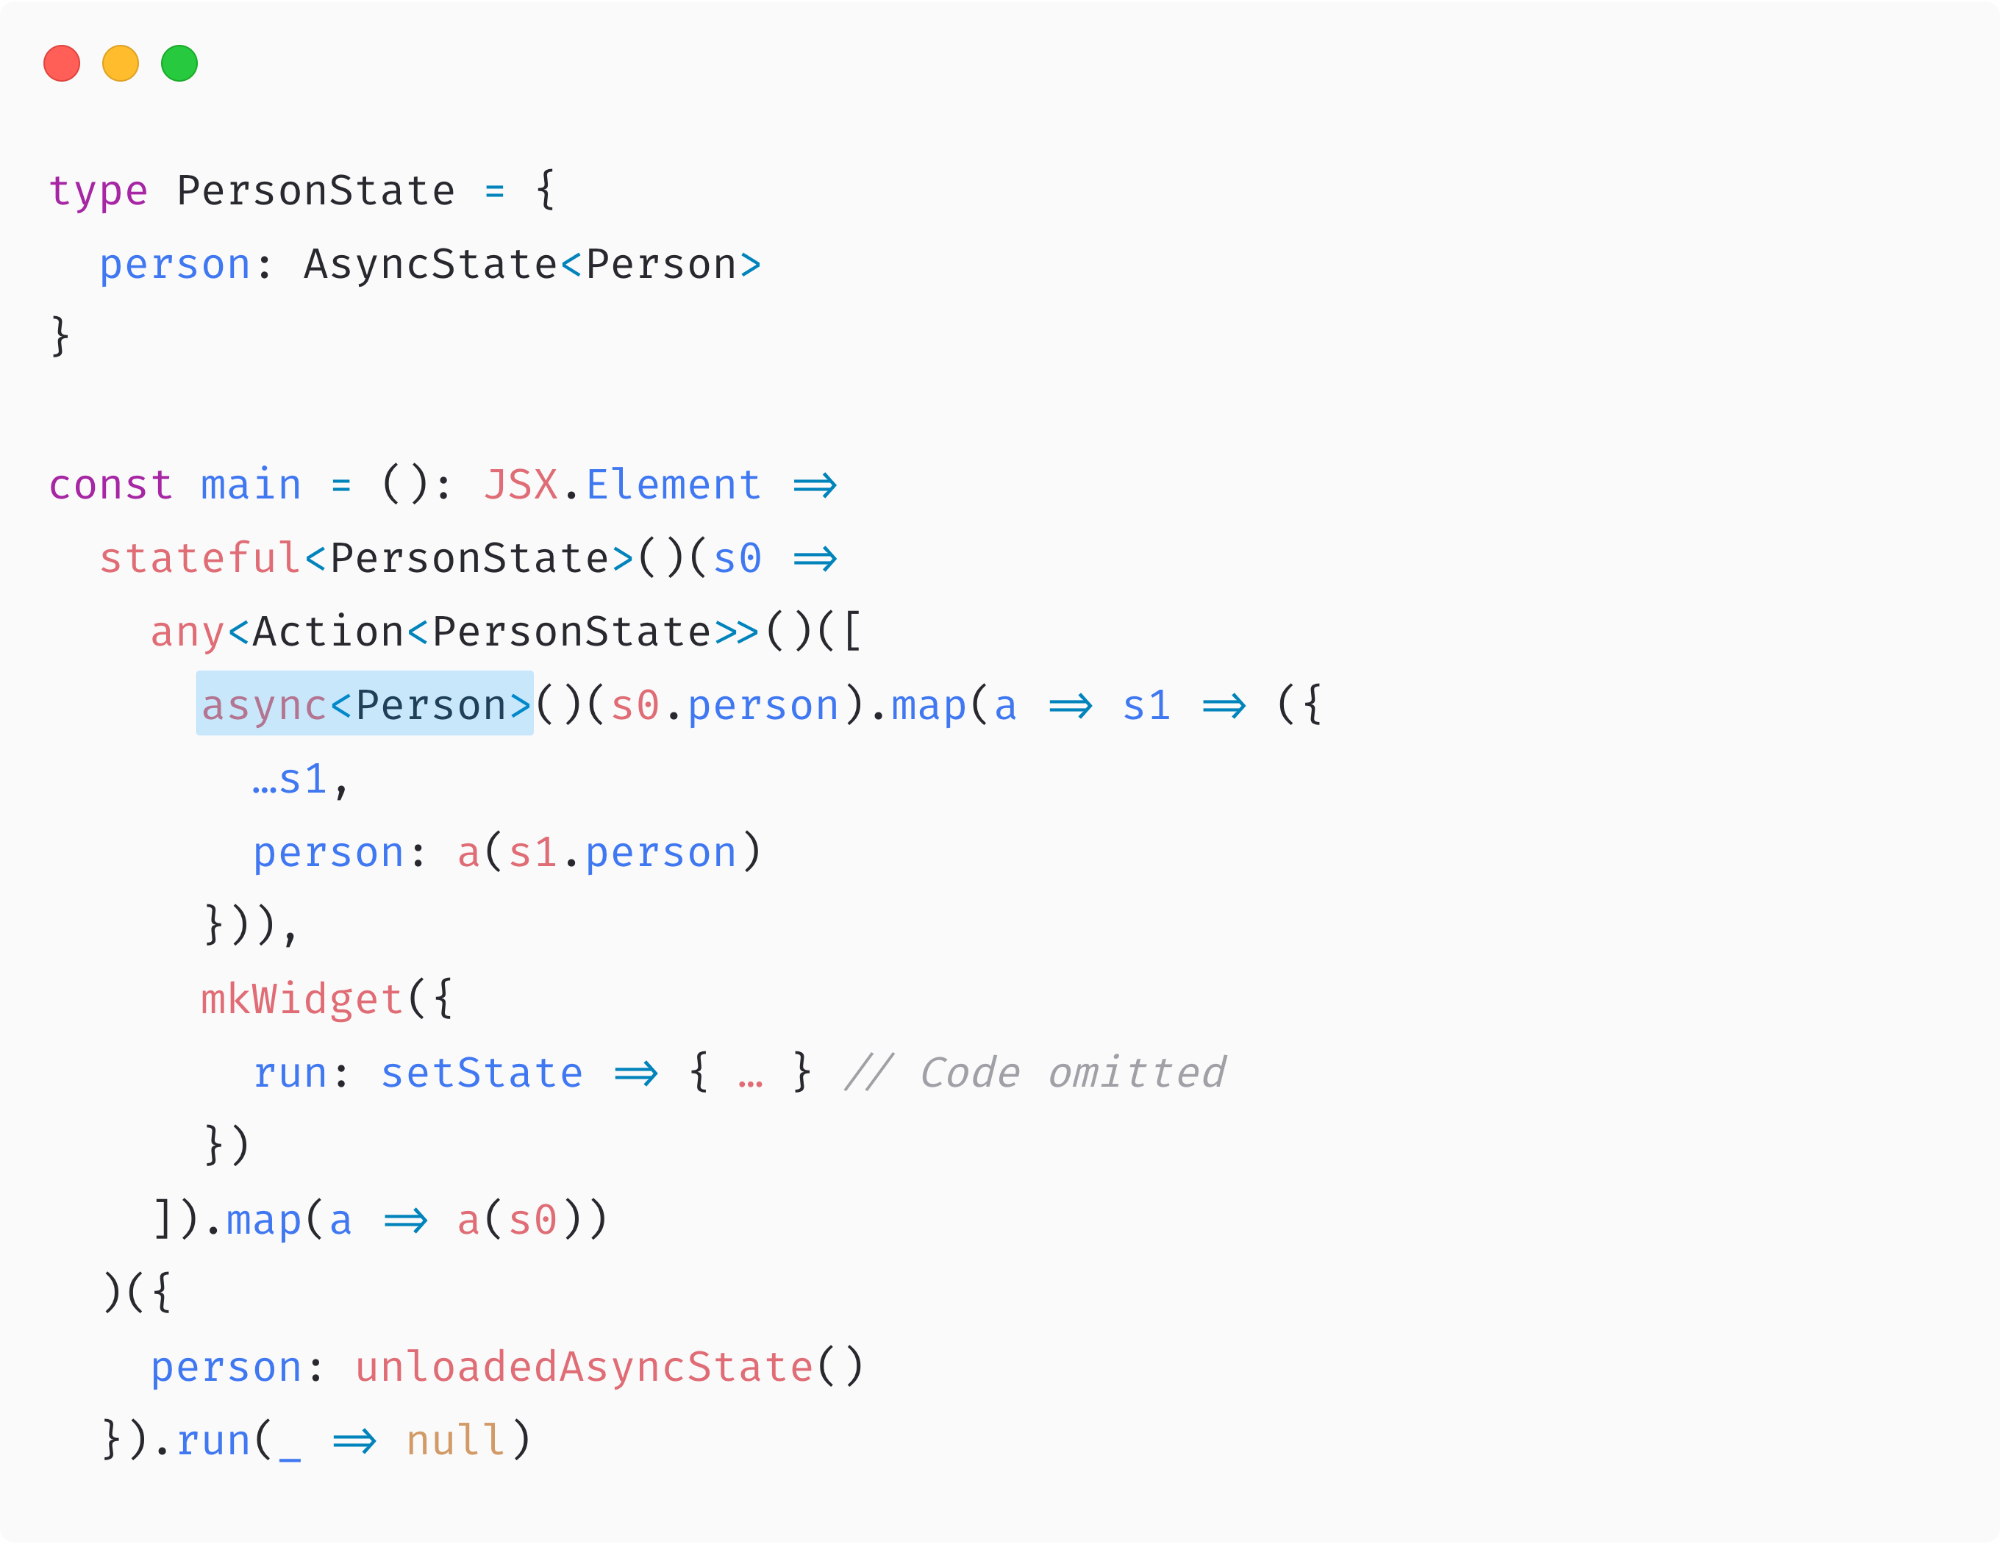 type PersonState = {
  person: AsyncState<Person>
}

const main = (): JSX.Element =>
  stateful<PersonState>()(s0 =>
    any<Action<PersonState>>()([
      async<Person>()(s0.person).map(a => s1 => ({
        ...s1,
        person: a(s1.person)
      })),
      mkWidget({
        run: setState => { ... } // Code omitted
      })
    ]).map(a => a(s0))
  )({
    person: unloadedAsyncState()
  }).run(_ => null)